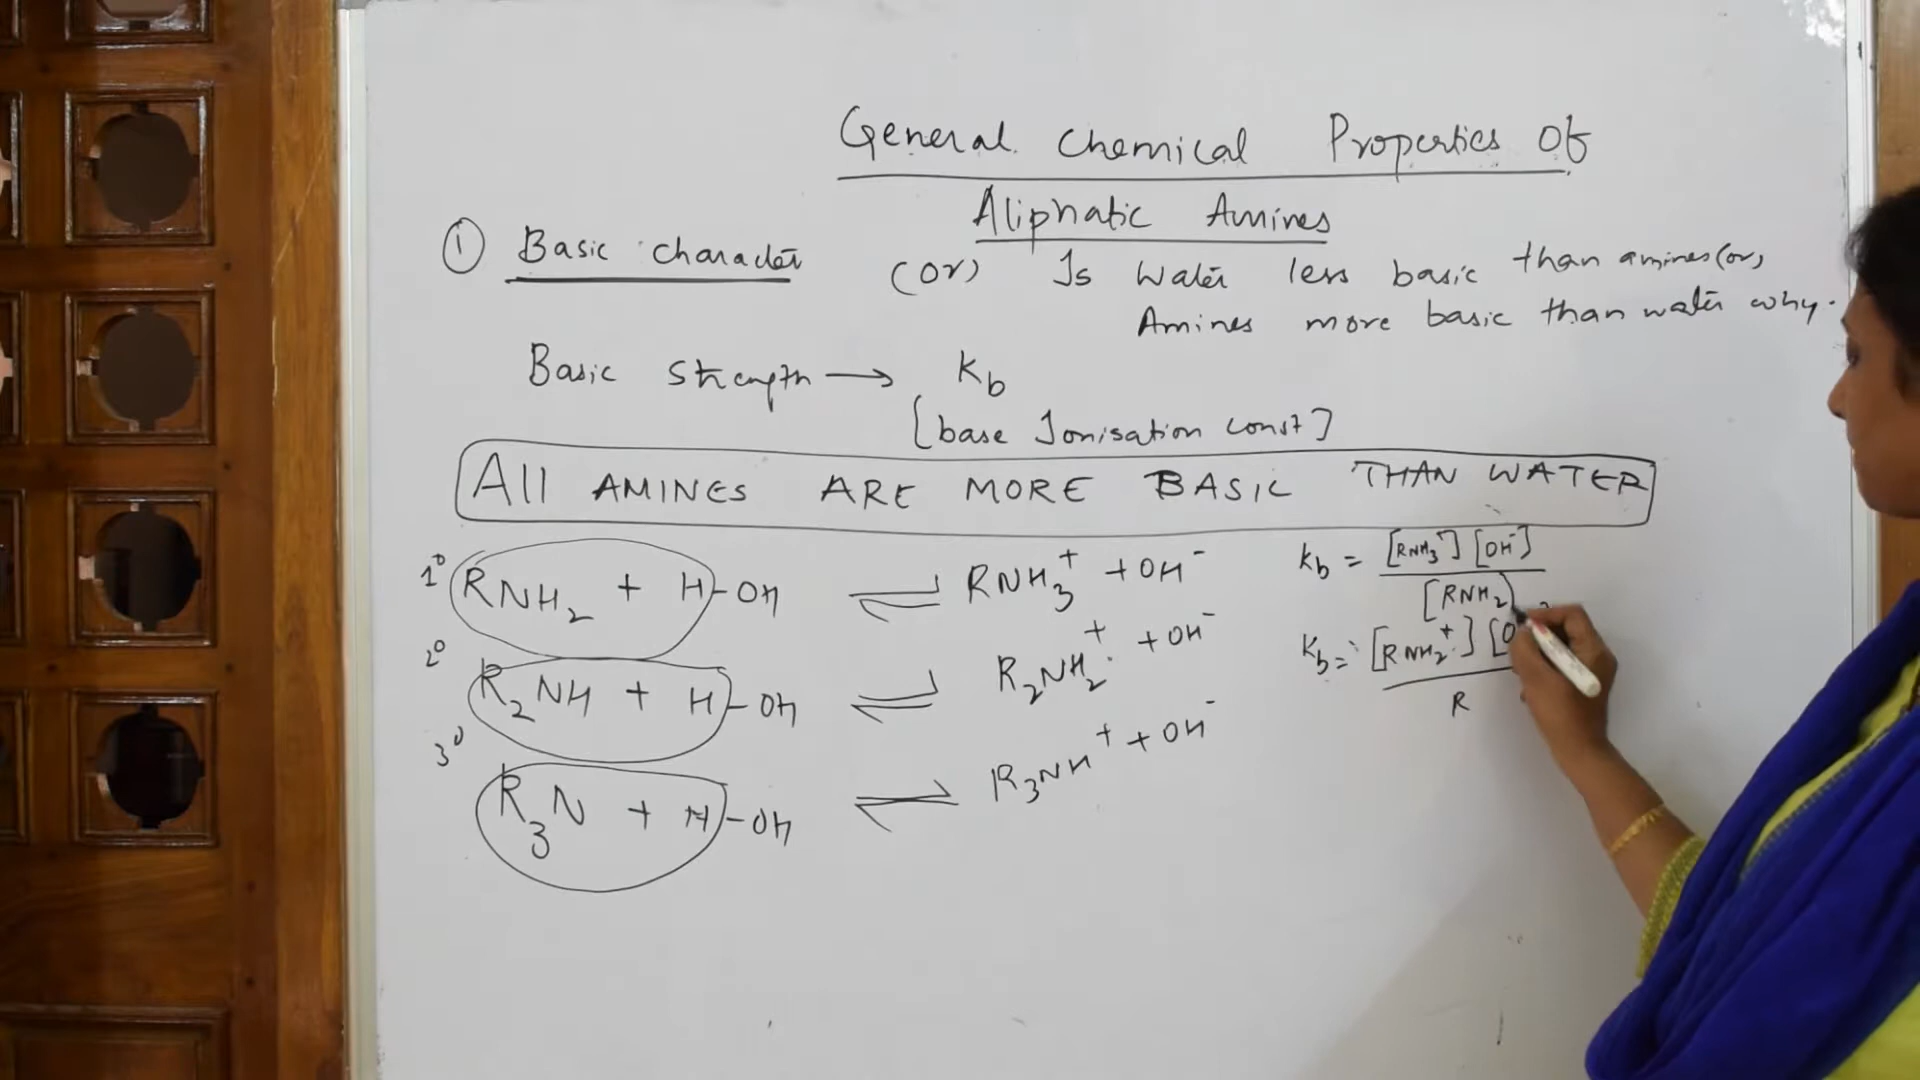 General Chemical Properties Of
Aliphatic Amines
① Basic character (or) Is Water less basic than amines (or)
Amines more basic than water why.
Basic strength → Kb
[base Ionisation const]
All AMINES ARE MORE BASIC THAN WATER
1° RNH₂ + H-OH ⇌ RNH₃⁺ + OH⁻ Kb = [RNH₃⁺] [OH⁻]
[RNH₂]
2° R₂NH + H-OH ⇌ R₂NH₂⁺ + OH⁻ Kb = [RNH₂⁺] [O
R
3° R₃N + H-OH ⇌ R₃NH⁺ + OH⁻